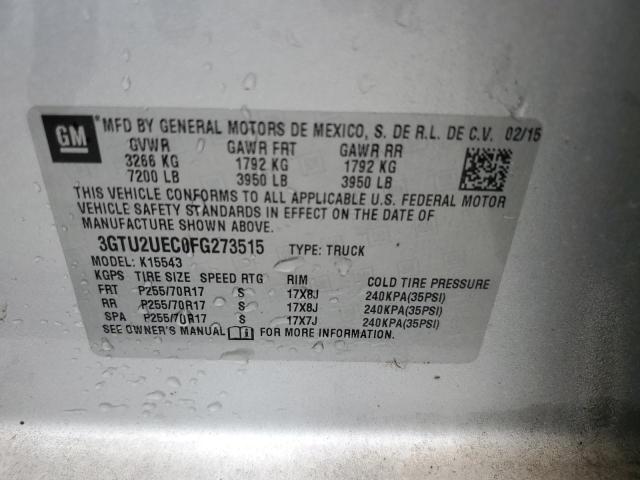 GM *MFD BY GENERAL MOTORS DE MEXICO, S. DE R.L. DE C.V. 02/15
GVWR GAWR FRT GAWR RR
3266 KG 1792 KG 1792 KG
7200 LB 3950 LB 3950 LB
THIS VEHICLE CONFORMS TO ALL APPLICABLE U.S. FEDERAL MOTOR
VEHICLE SAFETY STANDARDS IN EFFECT ON THE DATE OF
MANUFACTURE SHOWN ABOVE.
3GTU2UEC0FG273515 TYPE: TRUCK
MODEL: K15543
KGPS TIRE SIZE SPEED RTG RIM COLD TIRE PRESSURE
FRT P255/70R17 S 17X8J 240KPA(35PSI)
RR P255/70R17 S 17X8J 240KPA(35PSI)
SPA P255/70R17 S 17X7J 240KPA(35PSI)
SEE OWNER'S MANUAL FOR MORE INFORMATION.